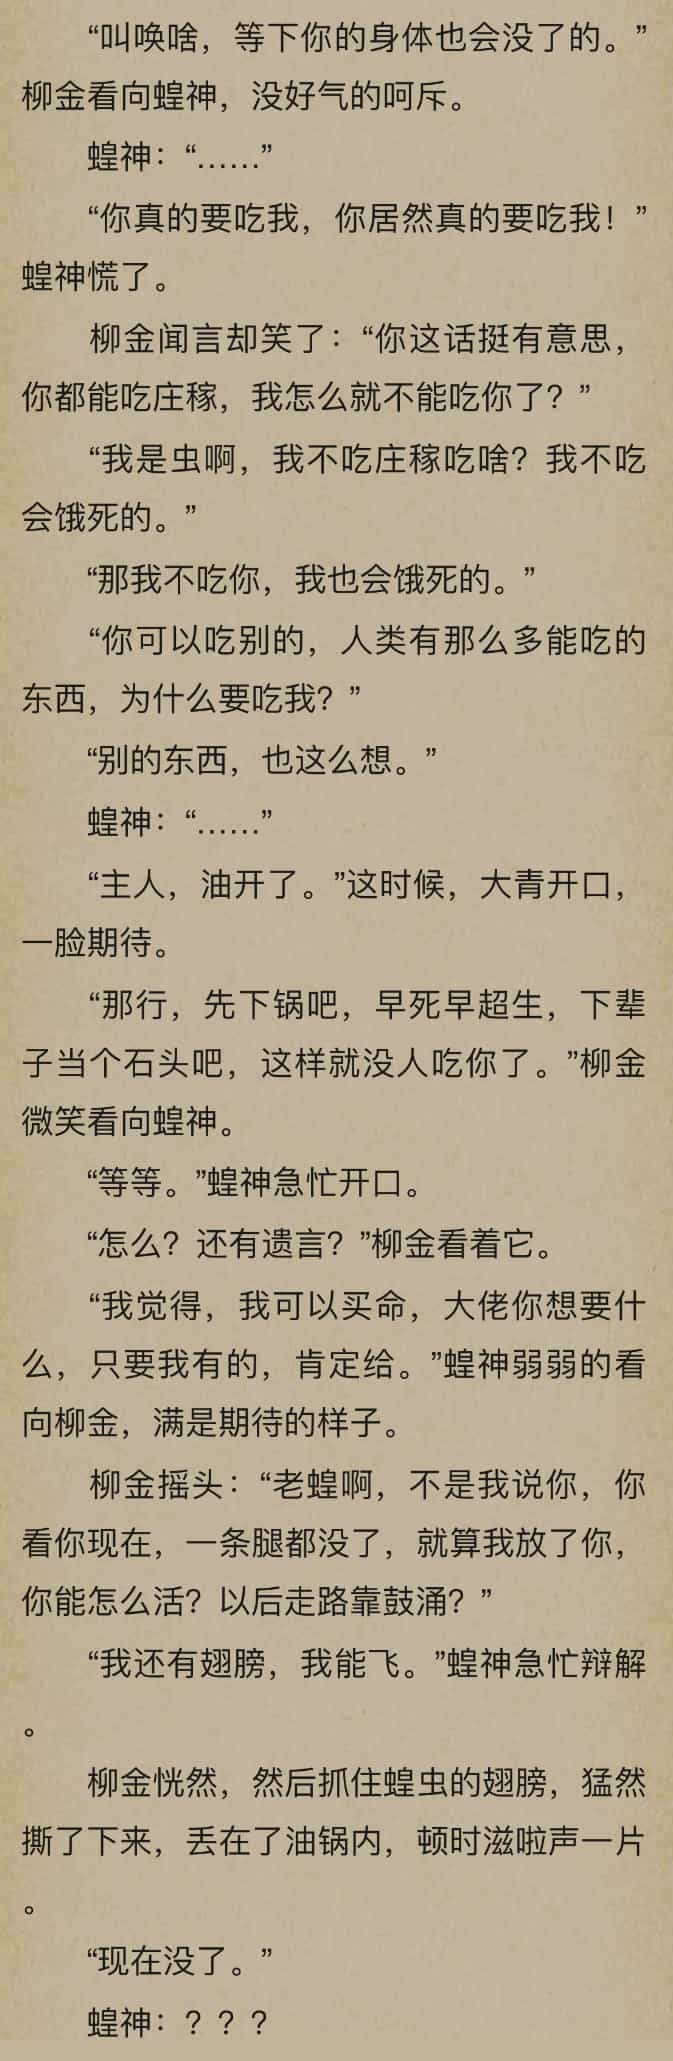 “叫唤啥，等下你的身体也会没了的。”
柳金看向蝗神，没好气的呵斥。
蝗神：“……”
“你真的要吃我，你居然真的要吃我！”
蝗神慌了。
柳金闻言却笑了：“你这话挺有意思，
你都能吃庄稼，我怎么就不能吃你了？”
“我是虫啊，我不吃庄稼吃啥？我不吃
会饿死的。”
“那我不吃你，我也会饿死的。”
“你可以吃别的，人类有那么多能吃的
东西，为什么要吃我？”
“别的东西，也这么想。”
蝗神：“……”
“主人，油开了。”这时候，大青开口，
一脸期待。
“那行，先下锅吧，早死早超生，下辈
子当个石头吧，这样就没人吃你了。”柳金
微笑看向蝗神。
“等等。”蝗神急忙开口。
“怎么？还有遗言？”柳金看着它。
“我觉得，我可以买命，大佬你想要什
么，只要我有的，肯定给。”蝗神弱弱的看
向柳金，满是期待的样子。
柳金摇头：“老蝗啊，不是我说你，你
看你现在，一条腿都没了，就算我放了你，
你能怎么活？以后走路靠鼓涌？”
“我还有翅膀，我能飞。”蝗神急忙辩解
。
柳金恍然，然后抓住蝗虫的翅膀，猛然
撕了下来，丢在了油锅内，顿时滋啦声一片
。
“现在没了。”
蝗神：？？？